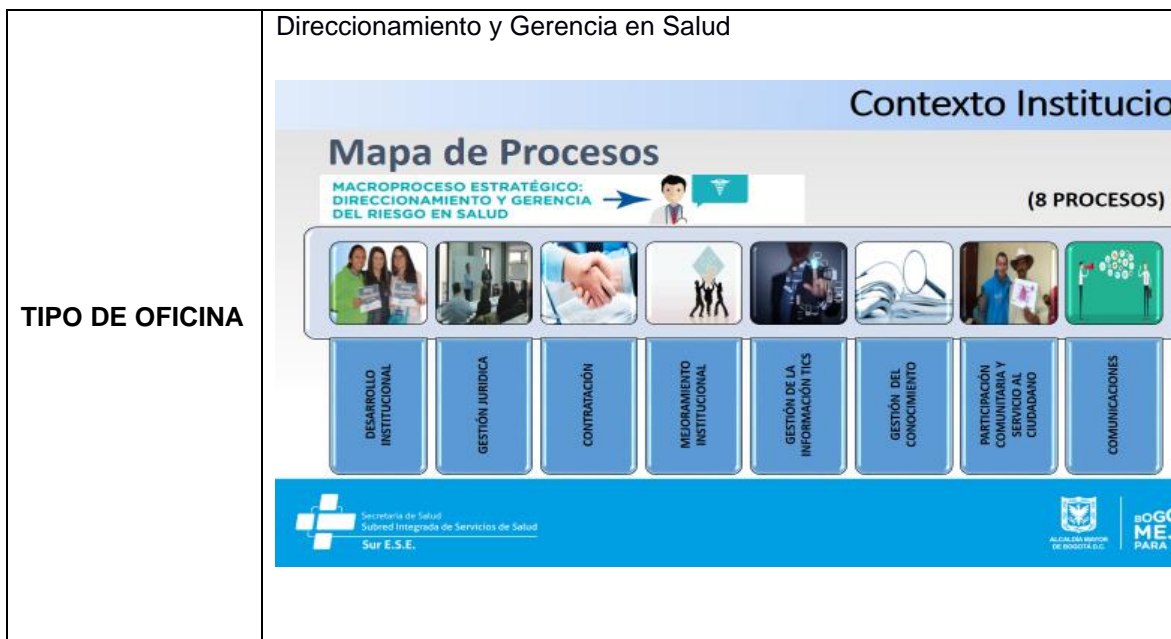 Direccionamiento y Gerencia en Salud
Contexto Institucio
Mapa de Procesos
MACROPROCESO ESTRATÉGICO:
DIRECCIONAMIENTO Y GERENCIA
DEL RIESGO EN SALUD
(8 PROCESOS)
TIPO DE OFICINA
DESARROLLO
INSTITUCIONAL
GESTIÓN JURIDICA
CONTRATACIÓN
MEJORAMIENTO
INSTITUCIONAL
GESTIÓN DE LA
INFORMACIÓN TICS
GESTIÓN DEL
CONOCIMIENTO
PARTICIPACIÓN
COMUNITARIA Y
SERVICIO AL
CIUDADANO
COMUNICACIONES
Secretaría de Salud
Subred Integrada de Servicios de Salud
Sur E.S.E.
ALCALDÍA MAYOR
DE BOGOTÁ D.C.
BOGO
MEJ
PARA